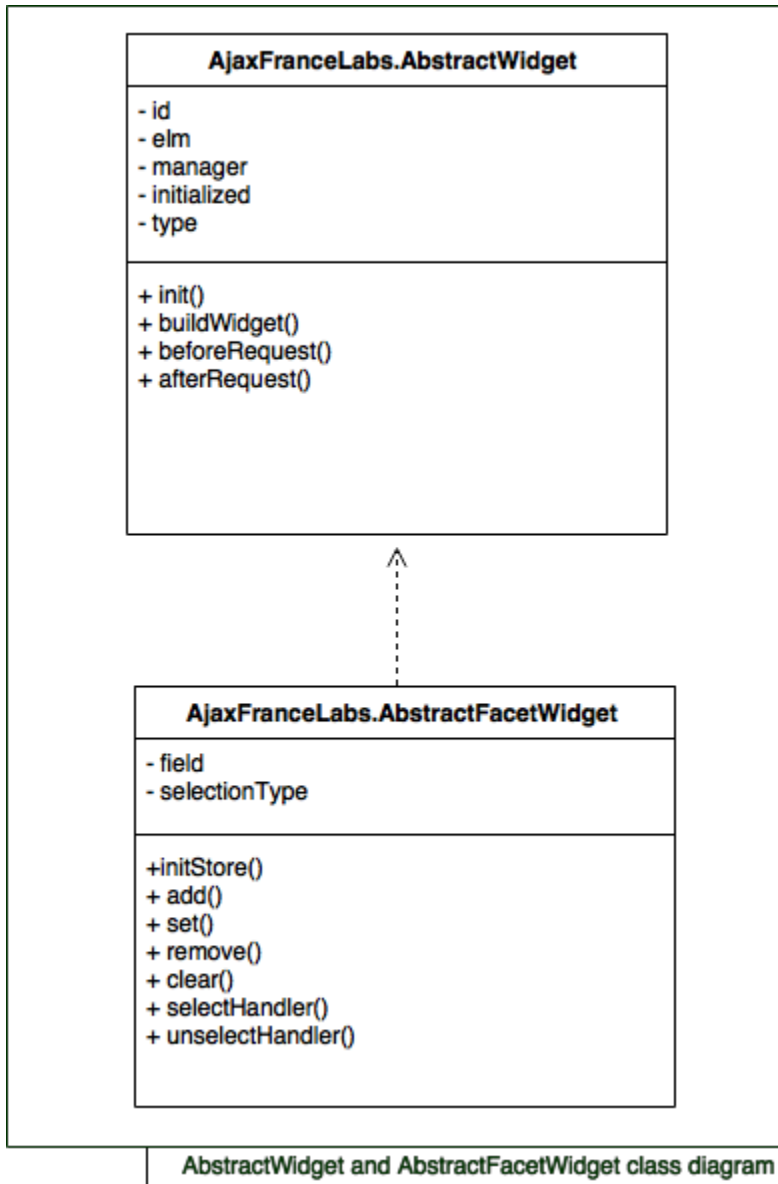 AjaxFranceLabs.AbstractWidget
- id
- elm
- manager
- initialized
- type
+ init()
+ buildWidget()
+ beforeRequest()
+ afterRequest()
AjaxFranceLabs.AbstractFacetWidget
- field
- selectionType
+initStore()
+ add()
+ set()
+ remove()
+ clear()
+ selectHandler()
+ unselectHandler()
AbstractWidget and AbstractFacetWidget class diagram